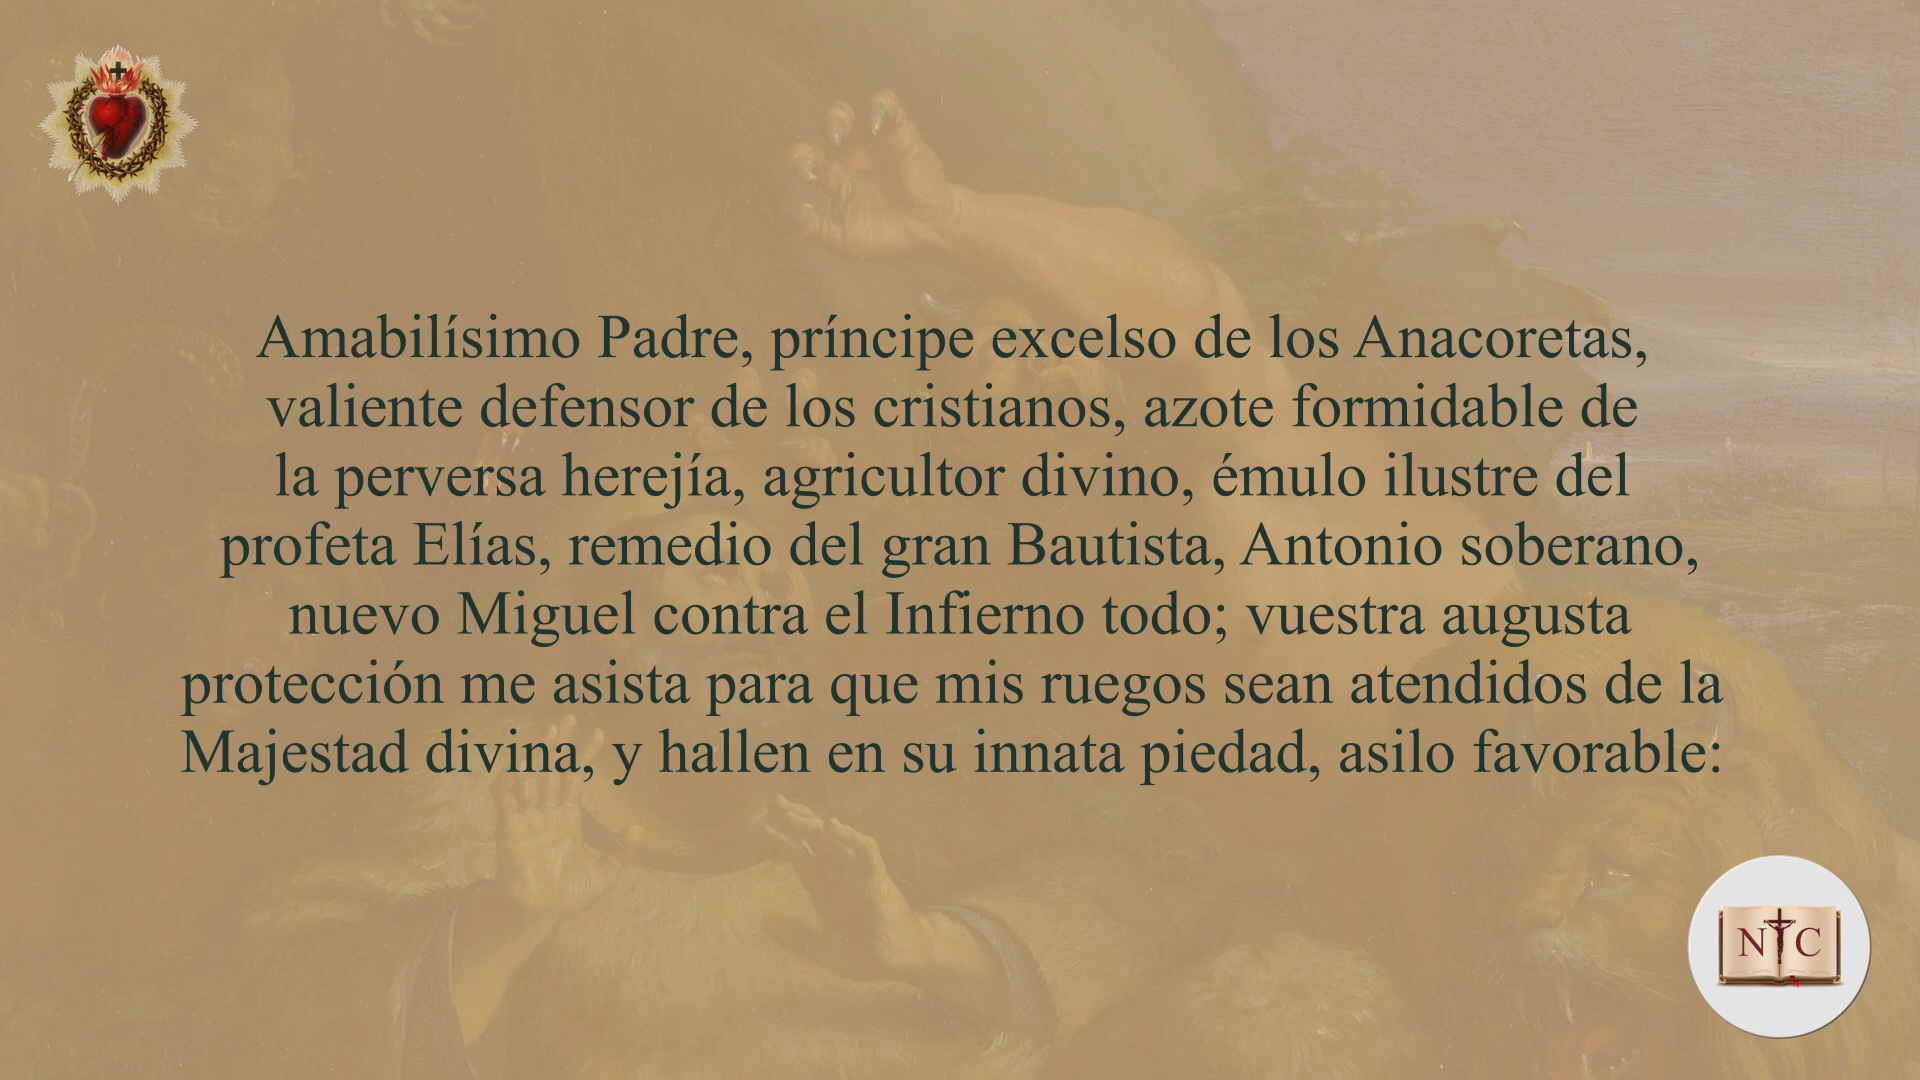 Amabilísimo Padre, príncipe excelso de los Anacoretas,
valiente defensor de los cristianos, azote formidable de
la perversa herejía, agricultor divino, émulo ilustre del
profeta Elías, remedio del gran Bautista, Antonio soberano,
nuevo Miguel contra el Infierno todo; vuestra augusta
protección me asista para que mis ruegos sean atendidos de la
Majestad divina, y hallen en su innata piedad, asilo favorable:
N C